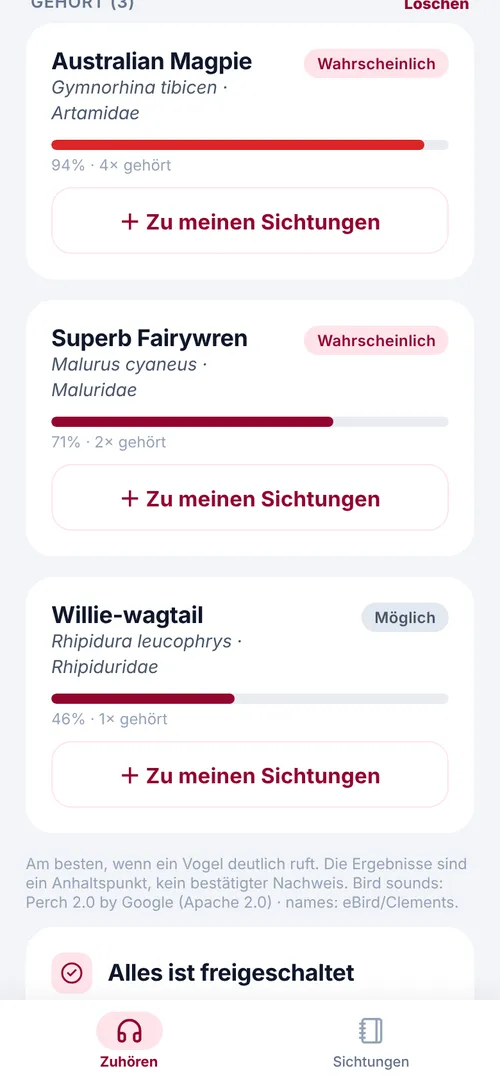 GEHÖRT (3)
Löschen
Australian Magpie
Wahrscheinlich
Gymnorhina tibicen ·
Artamidae
94% · 4× gehört
+ Zu meinen Sichtungen
Superb Fairywren
Wahrscheinlich
Malurus cyaneus ·
Maluridae
71% · 2× gehört
+ Zu meinen Sichtungen
Willie-wagtail
Möglich
Rhipidura leucophrys ·
Rhipiduridae
46% · 1× gehört
+ Zu meinen Sichtungen
Am besten, wenn ein Vogel deutlich ruft. Die Ergebnisse sind
ein Anhaltspunkt, kein bestätigter Nachweis. Bird sounds:
Perch 2.0 by Google (Apache 2.0) · names: eBird/Clements.
Alles ist freigeschaltet
Zuhören
Sichtungen